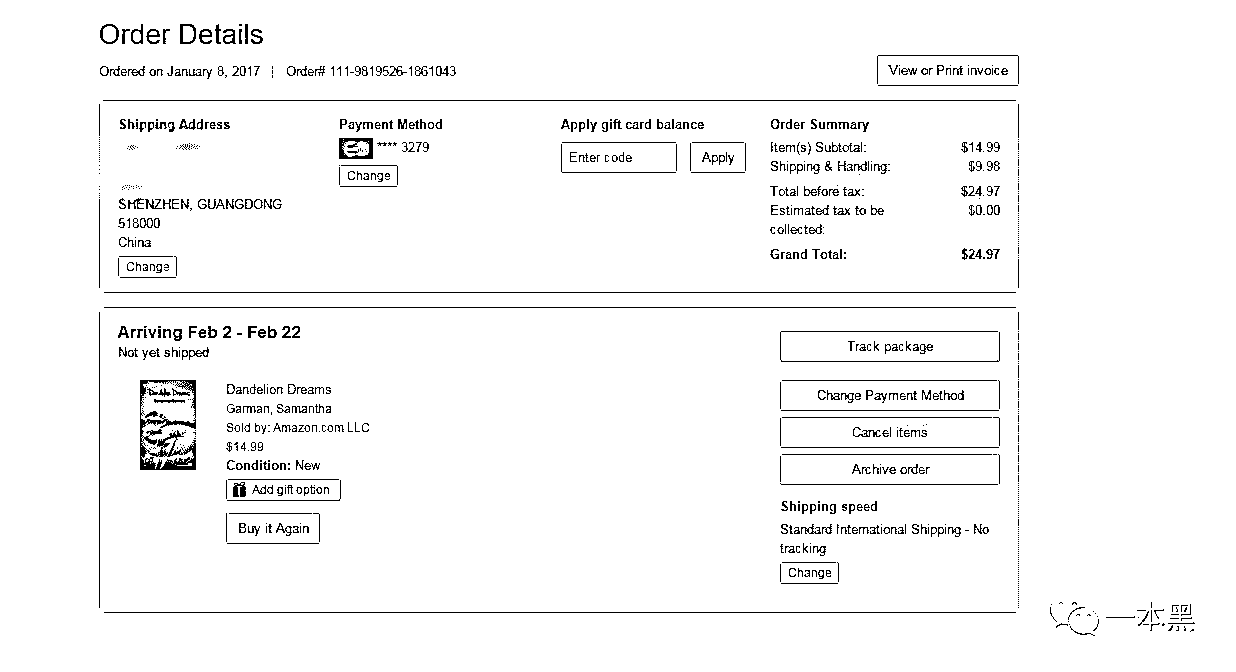 Order Details
Ordered on January 8, 2017 | Order# 111-9819526-1861043
View or Print invoice
Shipping Address
SHENZHEN, GUANGDONG
518000
China
Change
Payment Method
**** 3279
Change
Apply gift card balance
Enter code
Apply
Order Summary
Item(s) Subtotal: $14.99
Shipping & Handling: $9.98
Total before tax: $24.97
Estimated tax to be $0.00
collected:
Grand Total: $24.97
Arriving Feb 2 - Feb 22
Not yet shipped
Dandelion Dreams
Dandelion Dreams
Garman, Samantha
Sold by: Amazon.com LLC
$14.99
Condition: New
Add gift option
Buy it Again
Track package
Change Payment Method
Cancel items
Archive order
Shipping speed
Standard International Shipping - No
tracking
Change
一本黑